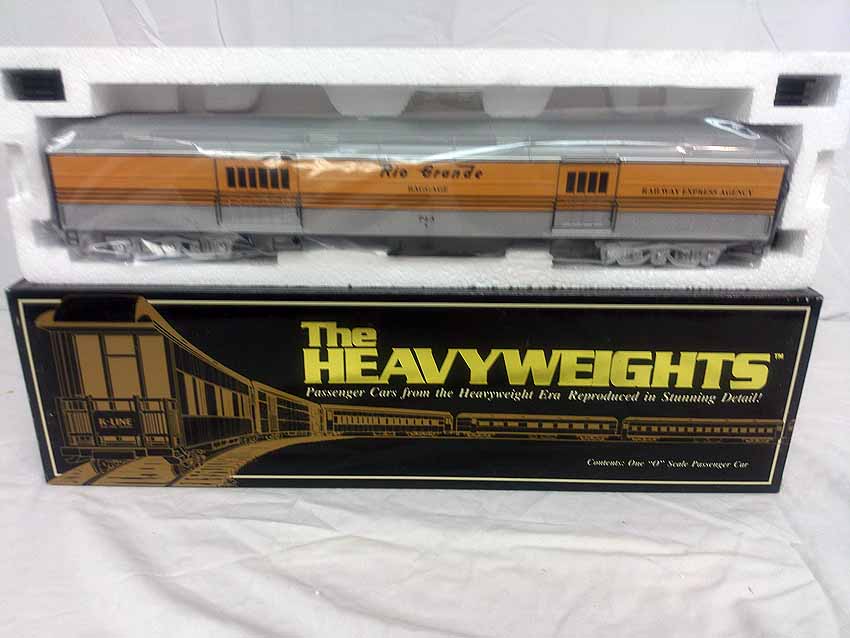 Rio Grande
BAGGAGE
RAILWAY EXPRESS AGENCY
The
HEAVYWEIGHTS™
Passenger Cars from the Heavyweight Era Reproduced in Stunning Detail!
K-LINE
Contents: One "O" Scale Passenger Car